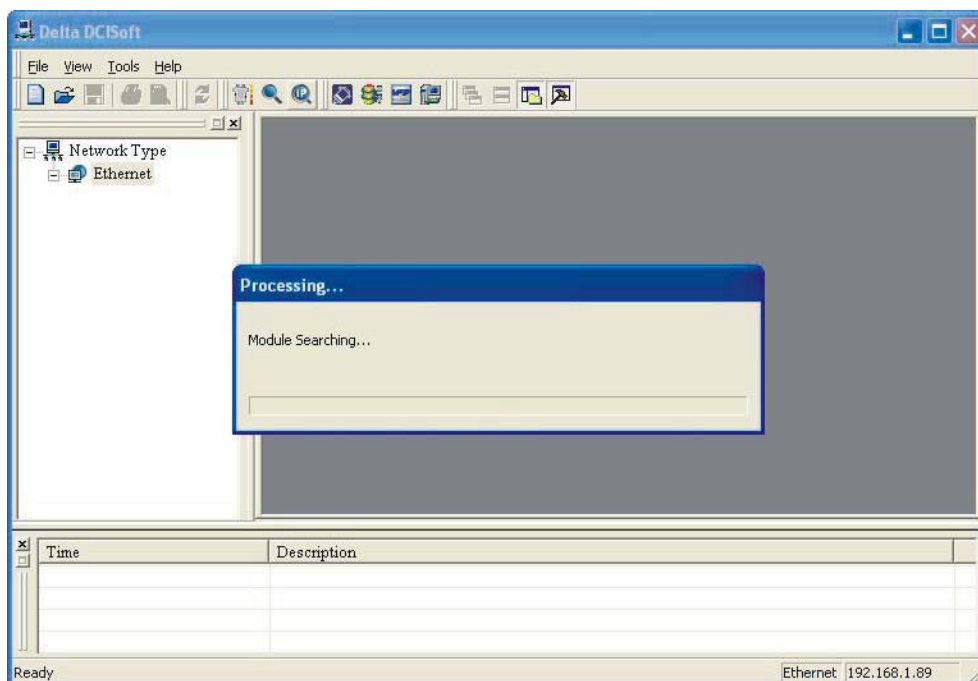 Delta DCISoft
File View Tools Help
Network Type
Ethernet
Processing...
Module Searching...
Time Description
Ready Ethernet 192.168.1.89